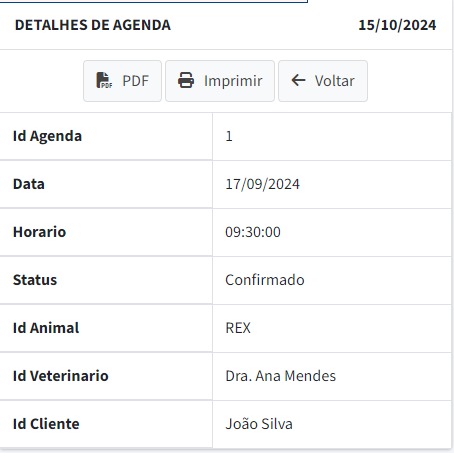 DETALHES DE AGENDA 15/10/2024
PDF Imprimir Voltar
Id Agenda 1
Data 17/09/2024
Horario 09:30:00
Status Confirmado
Id Animal REX
Id Veterinario Dra. Ana Mendes
Id Cliente João Silva